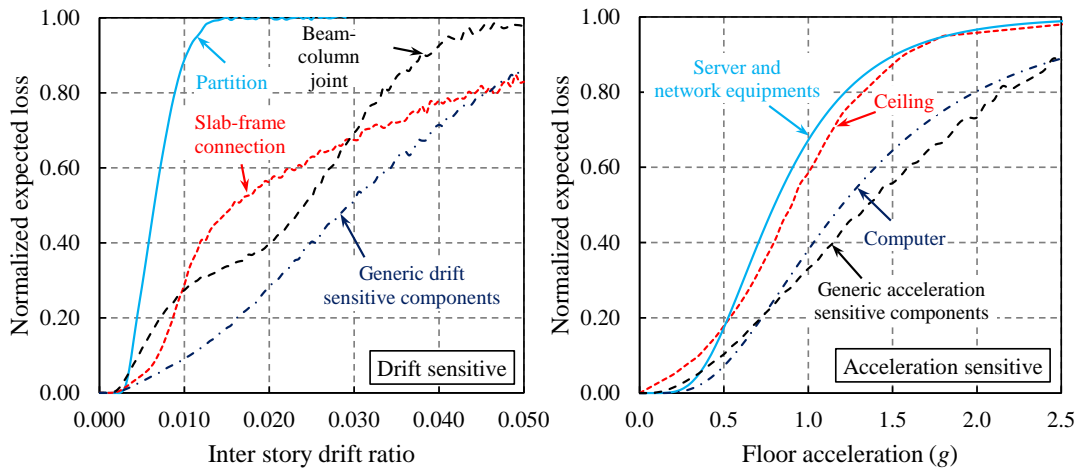 Normalized expected loss
1.00
0.80
0.60
0.40
0.20
0.00
Partition
Beam-
column
joint
Slab-frame
connection
Generic drift
sensitive components
Drift sensitive
0.000
0.010
0.020
0.030
0.040
0.050
Inter story drift ratio
Normalized expected loss
1.00
0.80
0.60
0.40
0.20
0.00
Server and
network equipments
Ceiling
Computer
Generic acceleration
sensitive components
Acceleration sensitive
0.0
0.5
1.0
1.5
2.0
2.5
Floor acceleration (g)